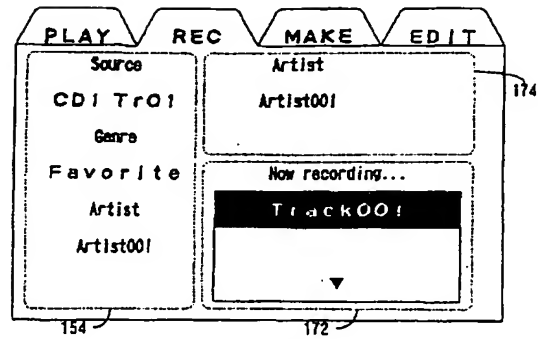 PLAY REC MAKE EDIT
Source
CD1 Tr01
Genre
Favorite
Artist
Artist001
Artist
Artist001
174
Now recording...
Track001
▼
154
172